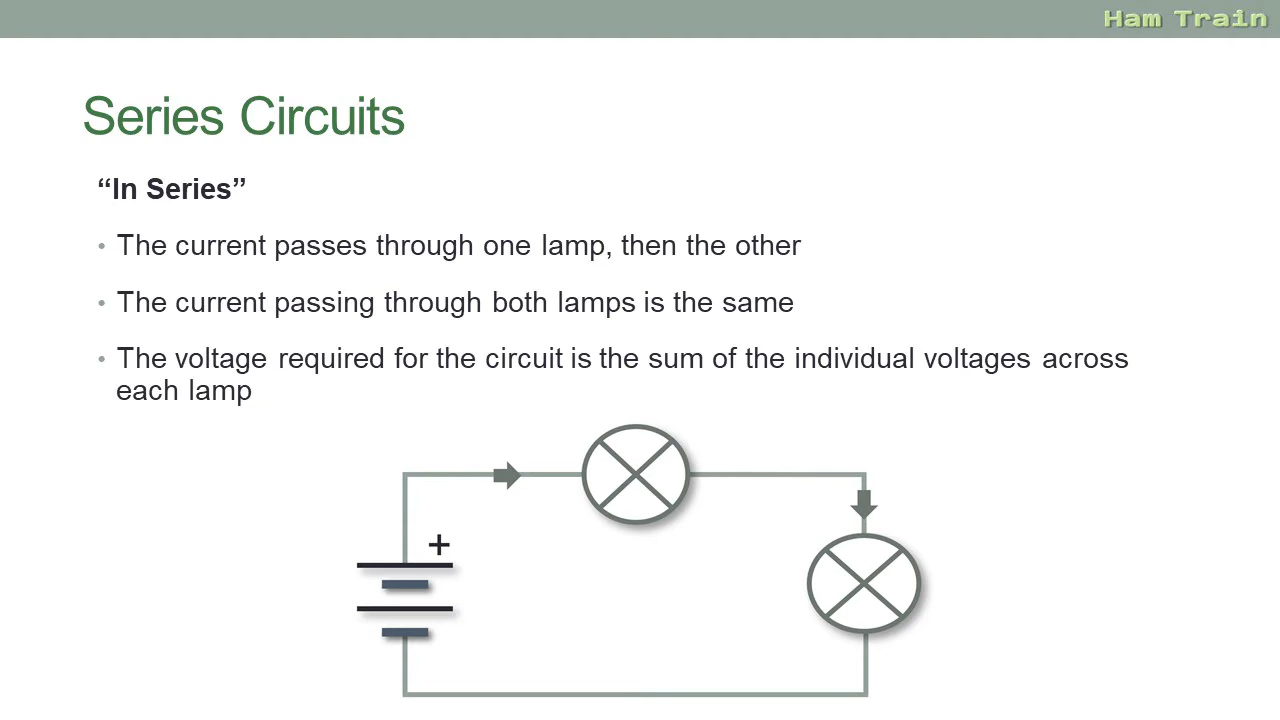 Ham Train
Series Circuits
“In Series”
• The current passes through one lamp, then the other
• The current passing through both lamps is the same
• The voltage required for the circuit is the sum of the individual voltages across
each lamp
+